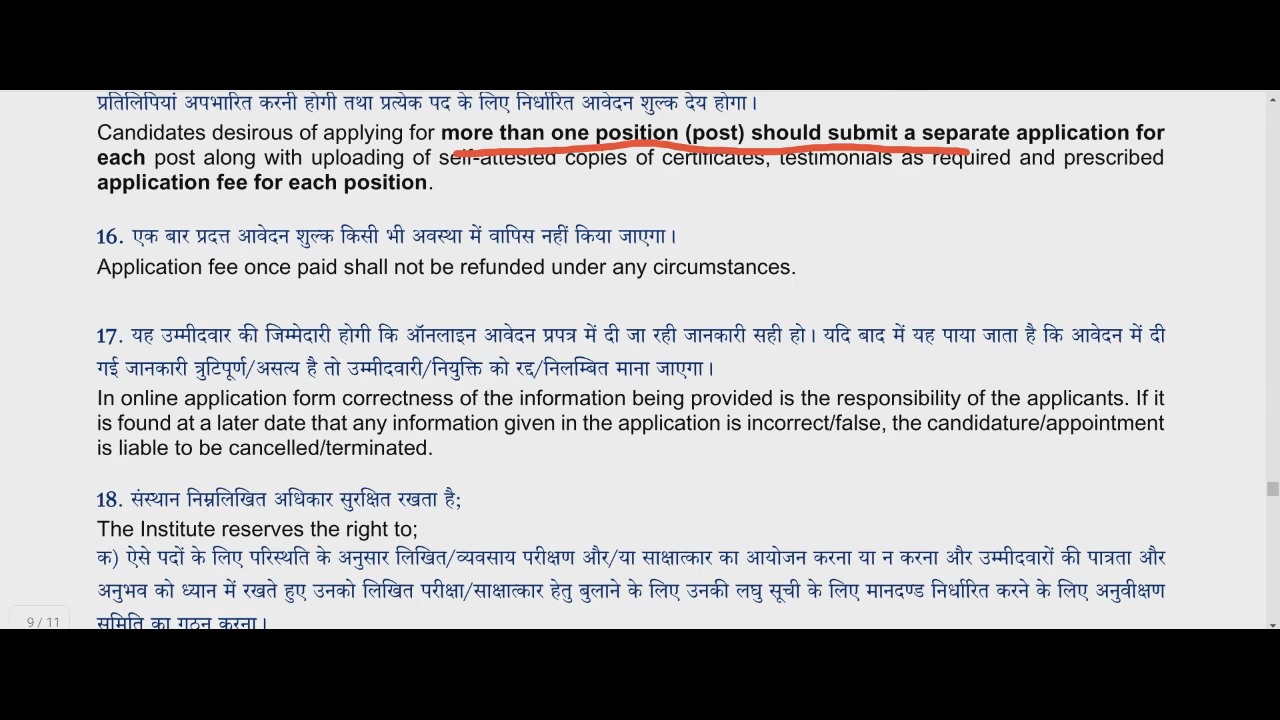 प्रतिलिपियां अपभारित करनी होगी तथा प्रत्येक पद के लिए निर्धारित आवेदन शुल्क देय होगा।
Candidates desirous of applying for more than one position (post) should submit a separate application for
each post along with uploading of self-attested copies of certificates, testimonials as required and prescribed
application fee for each position.
16. एक बार प्रदत्त आवेदन शुल्क किसी भी अवस्था में वापिस नहीं किया जाएगा।
Application fee once paid shall not be refunded under any circumstances.
17. यह उम्मीदवार की जिम्मेदारी होगी कि ऑनलाइन आवेदन प्रपत्र में दी जा रही जानकारी सही हो। यदि बाद में यह पाया जाता है कि आवेदन में दी
गई जानकारी त्रुटिपूर्ण/असत्य है तो उम्मीदवारी/नियुक्ति को रद्द/निलम्बित माना जाएगा।
In online application form correctness of the information being provided is the responsibility of the applicants. If it
is found at a later date that any information given in the application is incorrect/false, the candidature/appointment
is liable to be cancelled/terminated.
18. संस्थान निम्नलिखित अधिकार सुरक्षित रखता है;
The Institute reserves the right to;
क) ऐसे पदों के लिए परिस्थति के अनुसार लिखित/व्यवसाय परीक्षण और/या साक्षात्कार का आयोजन करना या न करना और उम्मीदवारों की पात्रता और
अनुभव को ध्यान में रखते हुए उनको लिखित परीक्षा/साक्षात्कार हेतु बुलाने के लिए उनकी लघु सूची के लिए मानदण्ड निर्धारित करने के लिए अनुवीक्षण
समिति का गठन करना।
9 / 11